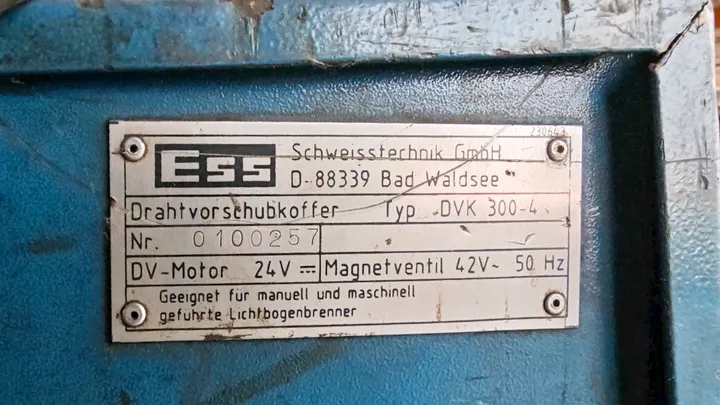 230643
ESS Schweisstechnik GmbH
D-88339 Bad Waldsee
Drahtvorschubkoffer Typ DVK 300-4
Nr. 0100257
DV-Motor 24V ⎓ Magnetventil 42V~ 50 Hz
Geeignet für manuell und maschinell
geführte Lichtbogenbrenner